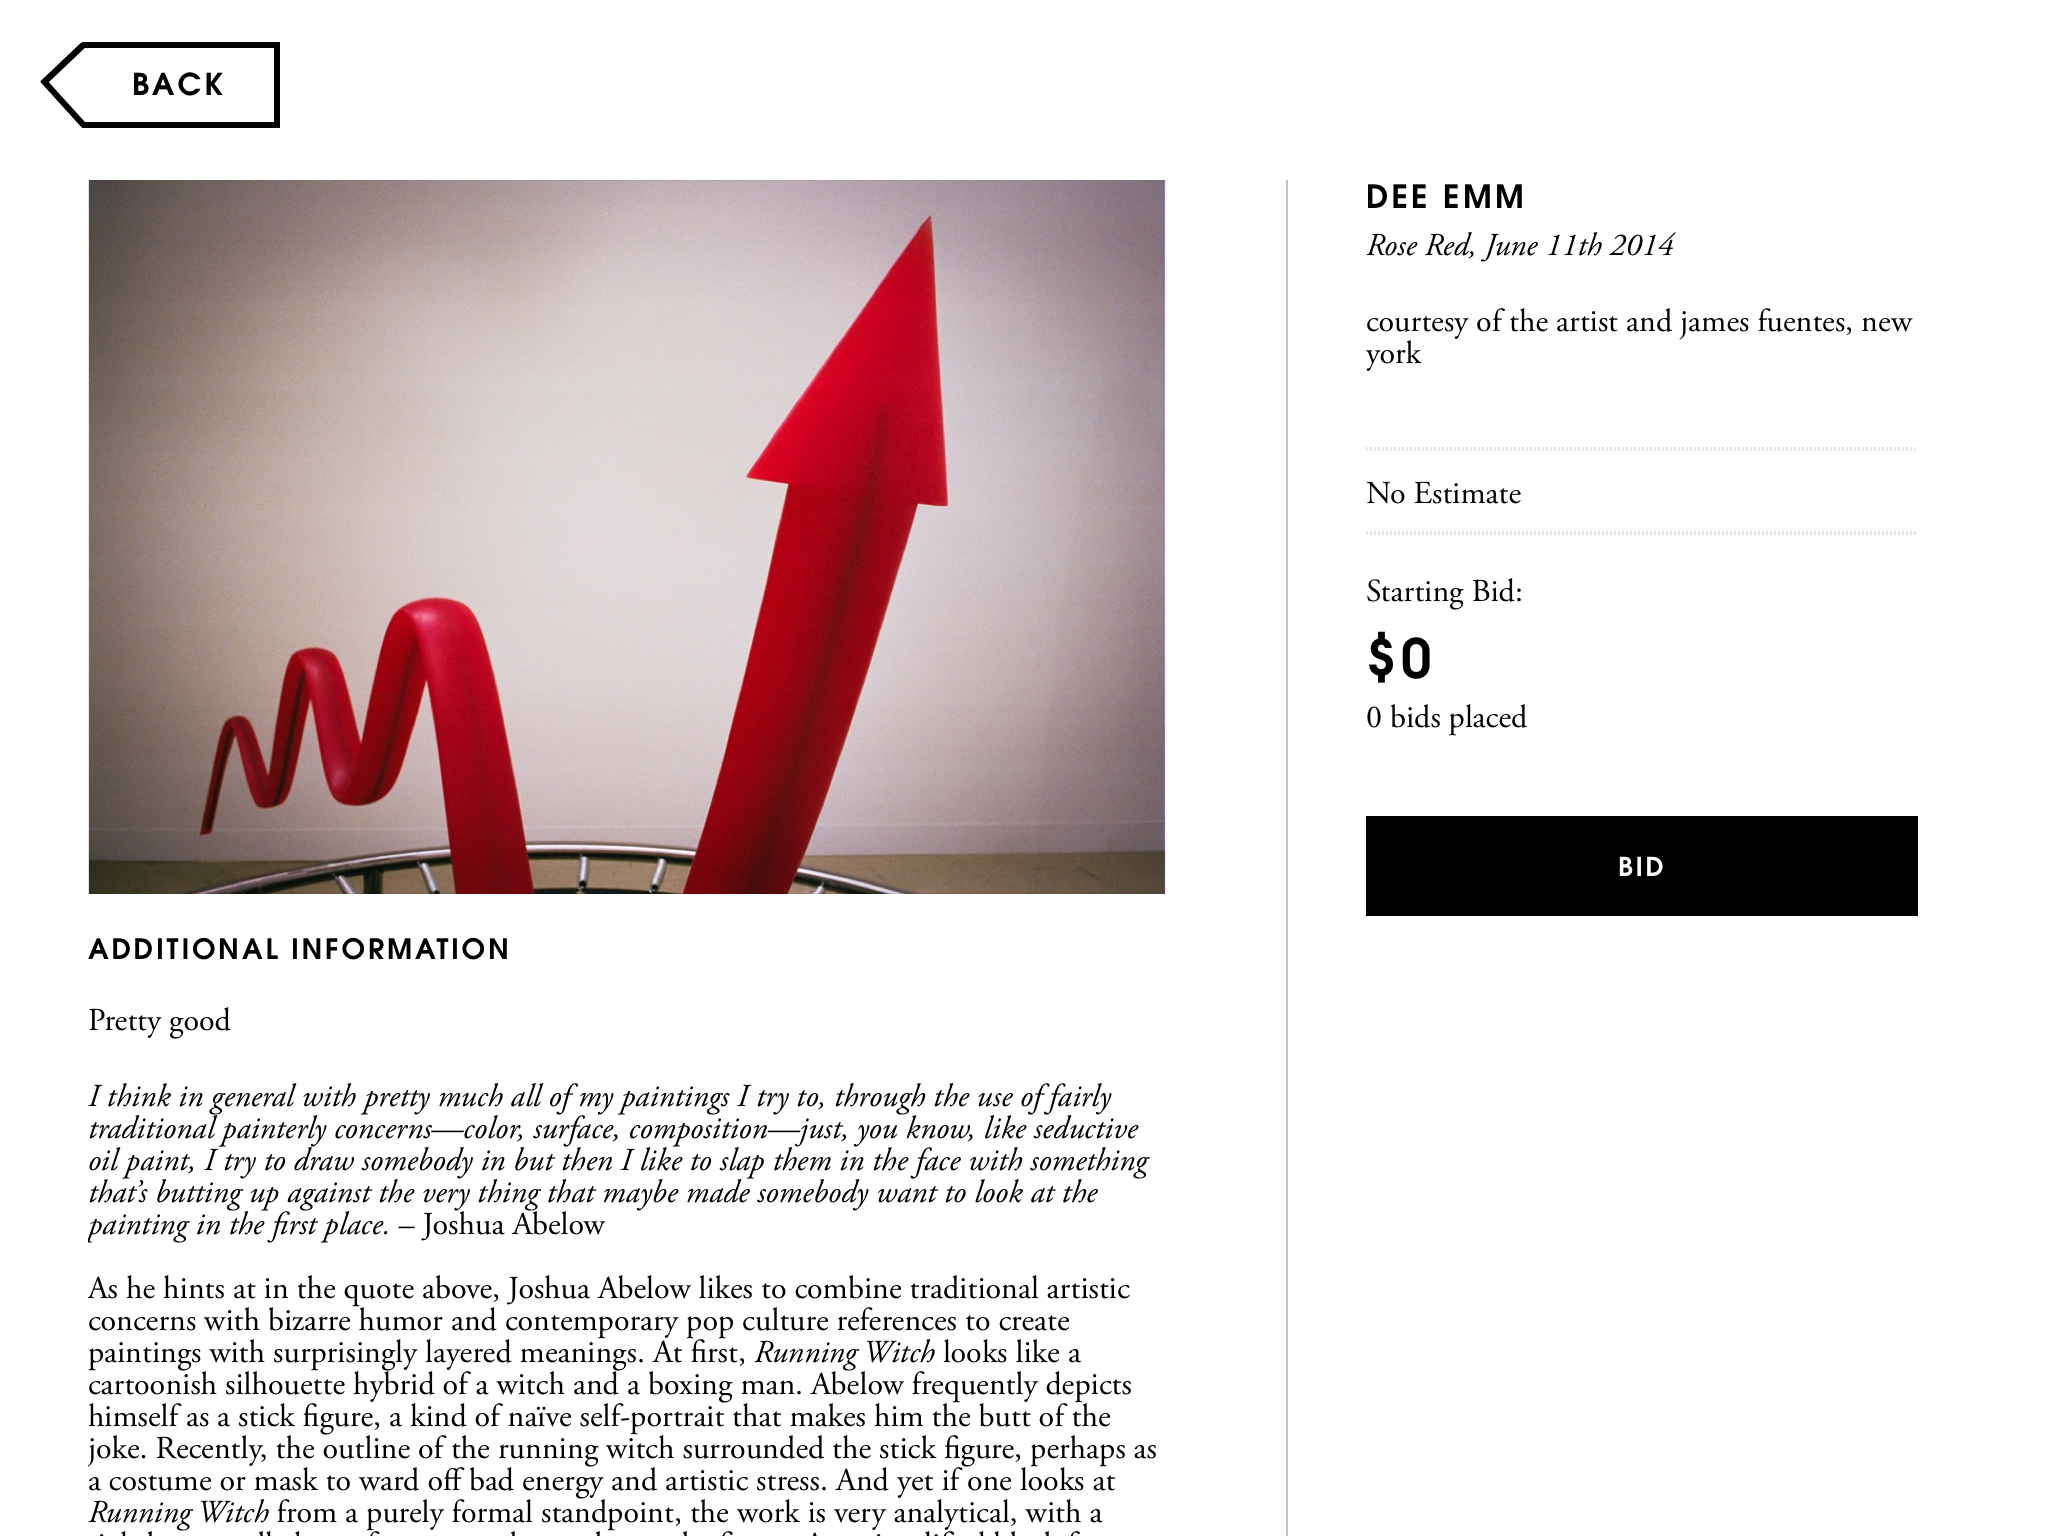 BACK
DEE EMM
Rose Red, June 11th 2014
courtesy of the artist and james fuentes, new
york
No Estimate
Starting Bid:
$0
0 bids placed
BID
ADDITIONAL INFORMATION
Pretty good
I think in general with pretty much all of my paintings I try to, through the use of fairly
traditional painterly concerns—color, surface, composition—just, you know, like seductive
oil paint, I try to draw somebody in but then I like to slap them in the face with something
that’s butting up against the very thing that maybe made somebody want to look at the
painting in the first place. – Joshua Abelow
As he hints at in the quote above, Joshua Abelow likes to combine traditional artistic
concerns with bizarre humor and contemporary pop culture references to create
paintings with surprisingly layered meanings. At first, Running Witch looks like a
cartoonish silhouette hybrid of a witch and a boxing man. Abelow frequently depicts
himself as a stick figure, a kind of naïve self-portrait that makes him the butt of the
joke. Recently, the outline of the running witch surrounded the stick figure, perhaps as
a costume or mask to ward off bad energy and artistic stress. And yet if one looks at
Running Witch from a purely formal standpoint, the work is very analytical, with a